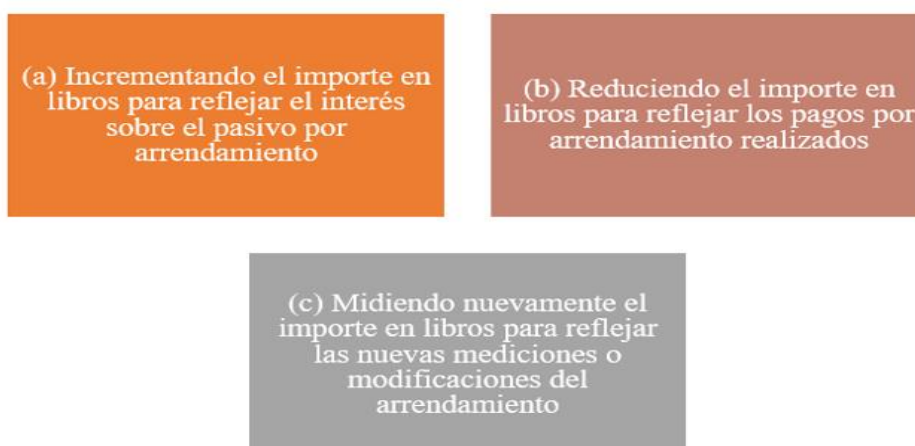 (a) Incrementando el importe en
libros para reflejar el interés
sobre el pasivo por
arrendamiento
(b) Reduciendo el importe en
libros para reflejar los pagos por
arrendamiento realizados
(c) Midiendo nuevamente el
importe en libros para reflejar
las nuevas mediciones o
modificaciones del
arrendamiento